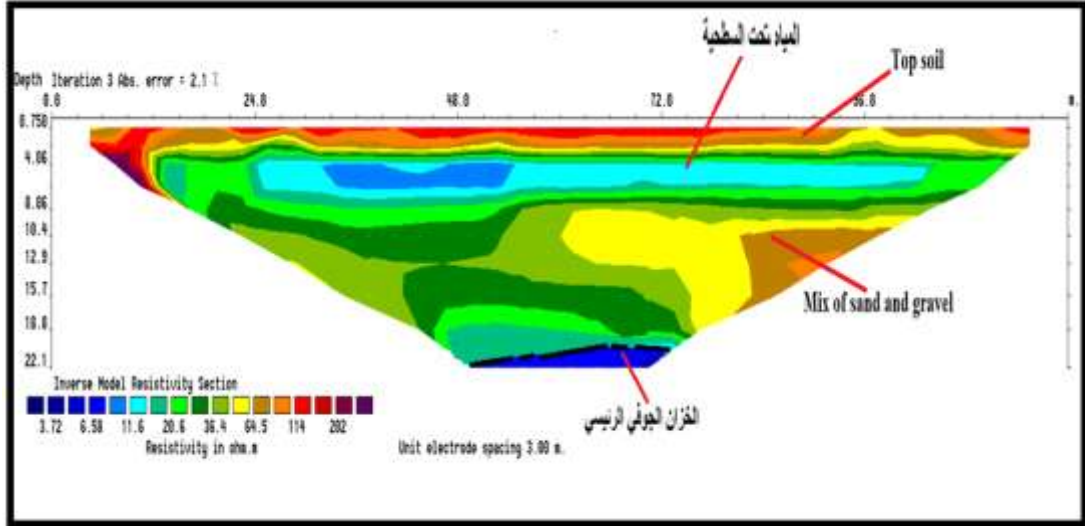 المياه تحت السطحية
Top soil
Depth Iteration 3 Abs. error = 2.1 %
0.0 24.0 48.0 72.0 96.0 m.
0.750
4.06
8.06
10.4
12.9
15.7
18.8
22.1
Mix of sand and gravel
الخزان الجوفي الرئيسي
Inverse Model Resistivity Section
3.72 6.58 11.6 20.6 36.4 64.5 114 202
Resistivity in ohm.m Unit electrode spacing 3.00 m.